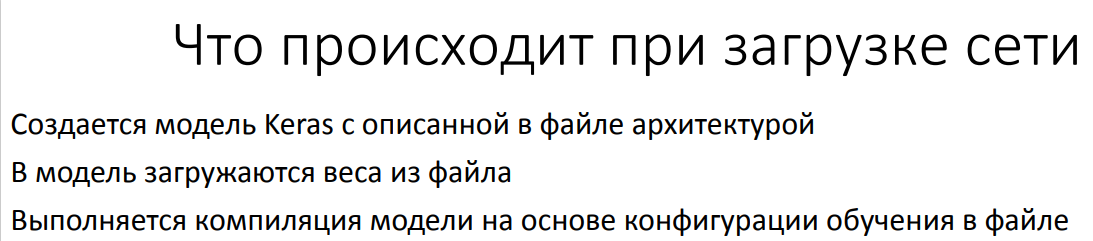 Что происходит при загрузке сети
Создается модель Keras с описанной в файле архитектурой
В модель загружаются веса из файла
Выполняется компиляция модели на основе конфигурации обучения в файле